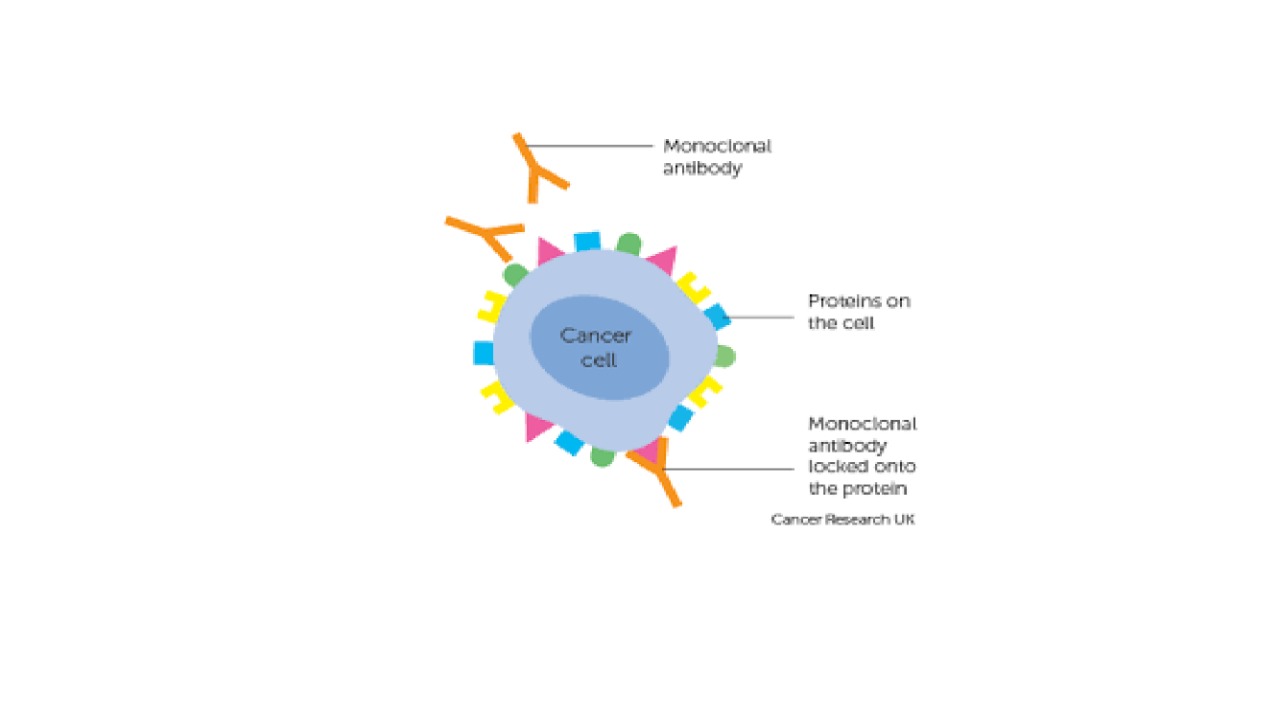 Monoclonal
antibody
Proteins on
the cell
Cancer
cell
Monoclonal
antibody
locked onto
the protein
Cancer Research UK